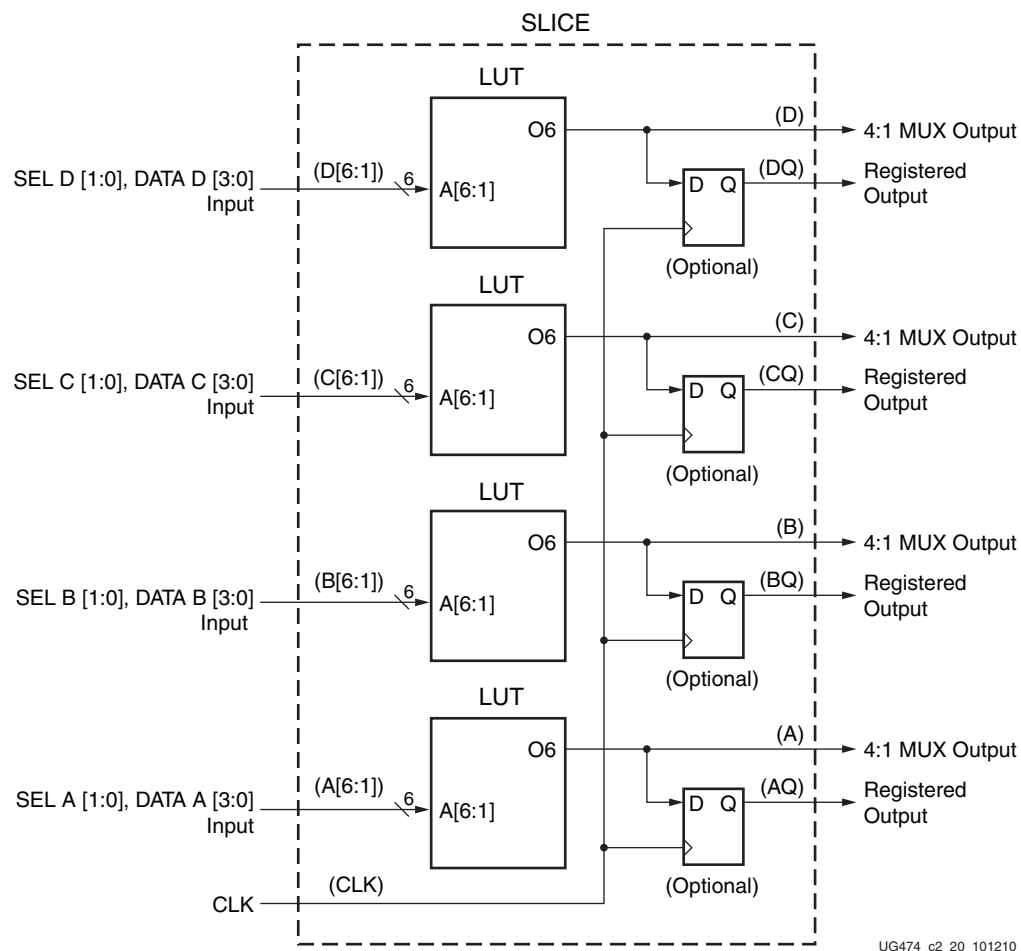 SLICE
LUT
O6
(D)
4:1 MUX Output
SEL D [1:0], DATA D [3:0]
Input
(D[6:1])
6
A[6:1]
D Q
(DQ)
Registered
Output
(Optional)
LUT
O6
(C)
4:1 MUX Output
SEL C [1:0], DATA C [3:0]
Input
(C[6:1])
6
A[6:1]
D Q
(CQ)
Registered
Output
(Optional)
LUT
O6
(B)
4:1 MUX Output
SEL B [1:0], DATA B [3:0]
Input
(B[6:1])
6
A[6:1]
D Q
(BQ)
Registered
Output
(Optional)
LUT
O6
(A)
4:1 MUX Output
SEL A [1:0], DATA A [3:0]
Input
(A[6:1])
6
A[6:1]
D Q
(AQ)
Registered
Output
(Optional)
CLK
(CLK)
UG474_c2_20_101210